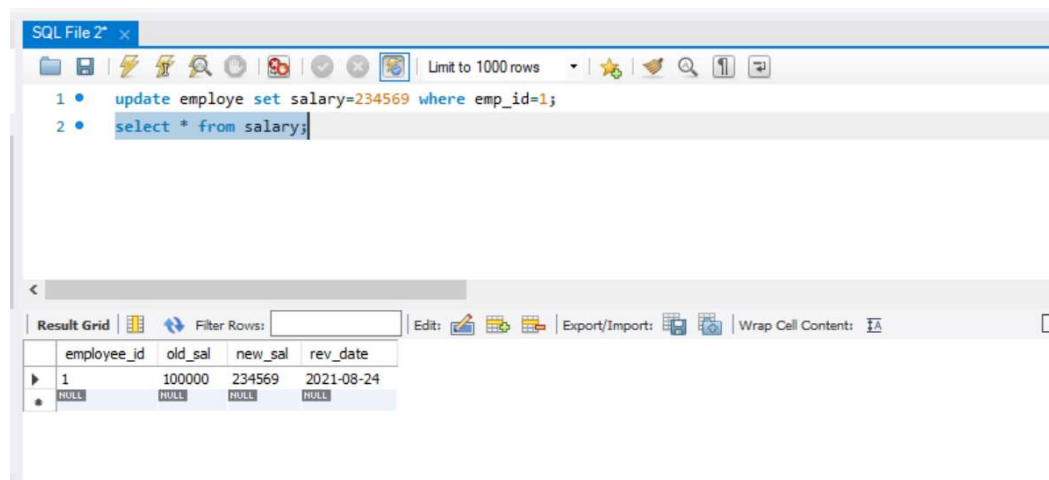 SQL File 2*
Limit to 1000 rows
1 update employe set salary=234569 where emp_id=1;
2 select * from salary;
Result Grid Filter Rows: Edit: Export/Import: Wrap Cell Content:
employee_id old_sal new_sal rev_date
1 100000 234569 2021-08-24
NULL NULL NULL NULL